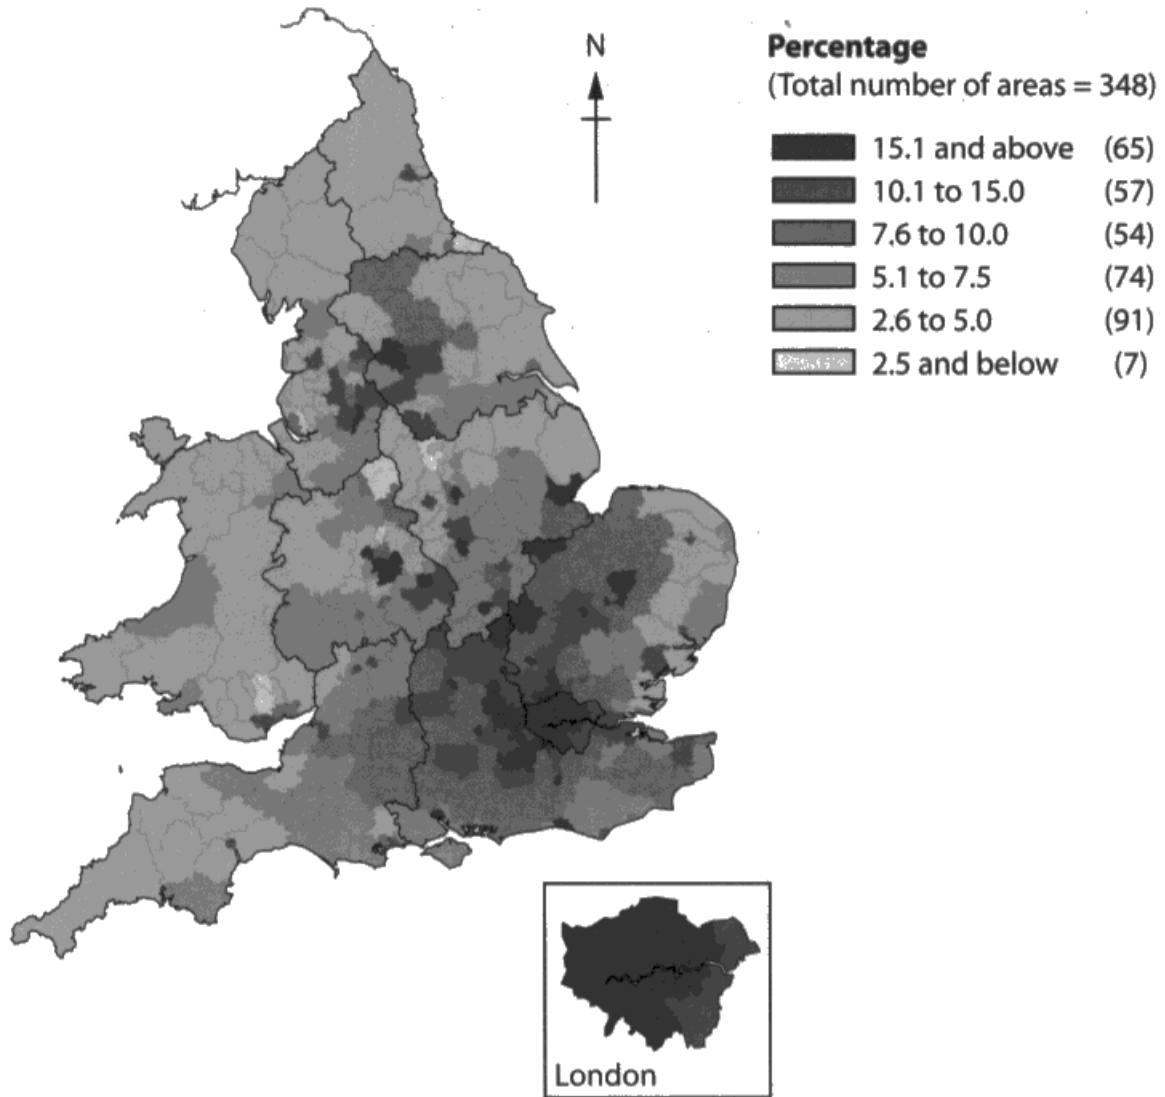 N
Percentage
(Total number of areas = 348)
15.1 and above (65)
10.1 to 15.0 (57)
7.6 to 10.0 (54)
5.1 to 7.5 (74)
2.6 to 5.0 (91)
2.5 and below (7)
London